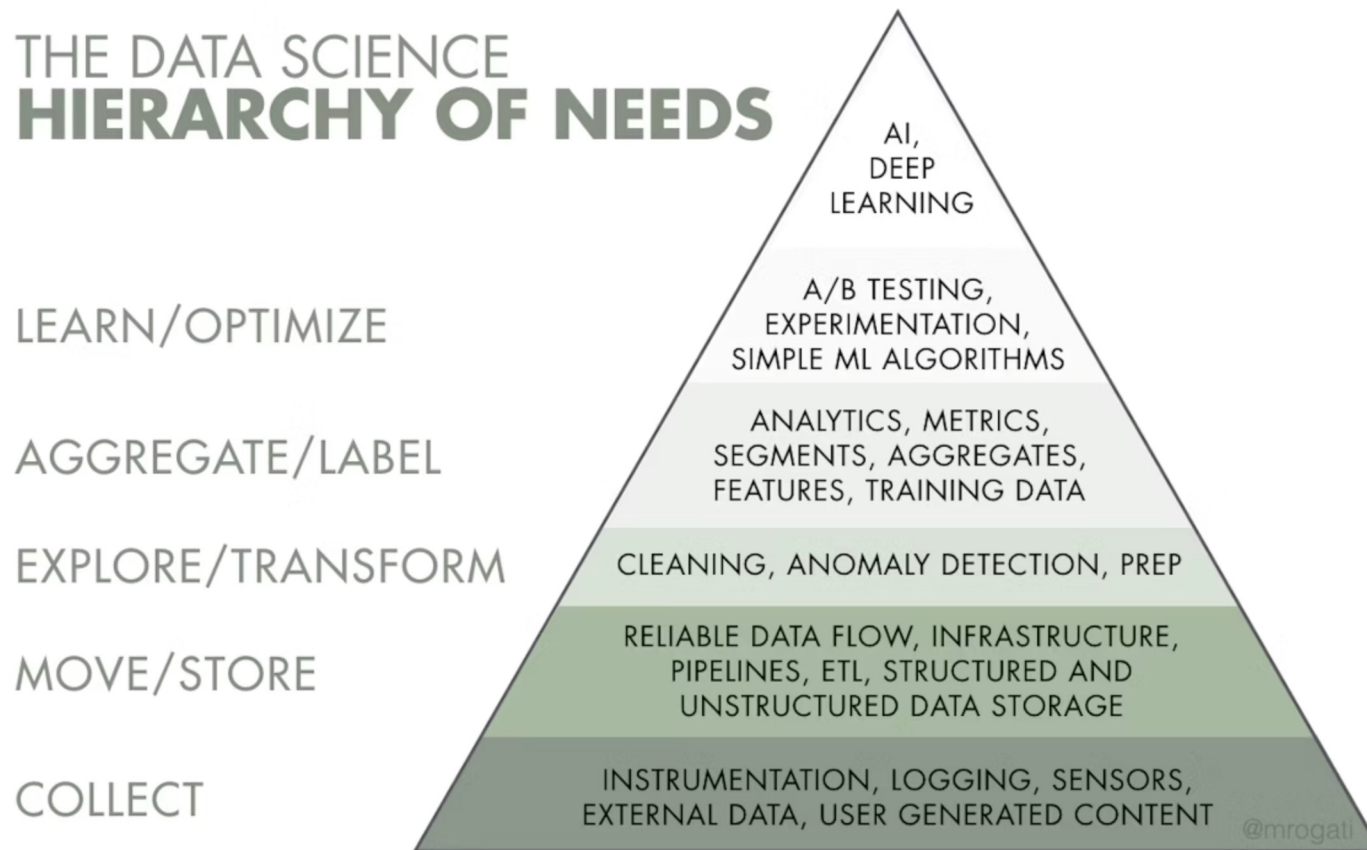 THE DATA SCIENCE
HIERARCHY OF NEEDS
AI,
DEEP
LEARNING
LEARN/OPTIMIZE
A/B TESTING,
EXPERIMENTATION,
SIMPLE ML ALGORITHMS
AGGREGATE/LABEL
ANALYTICS, METRICS,
SEGMENTS, AGGREGATES,
FEATURES, TRAINING DATA
EXPLORE/TRANSFORM
CLEANING, ANOMALY DETECTION, PREP
MOVE/STORE
RELIABLE DATA FLOW, INFRASTRUCTURE,
PIPELINES, ETL, STRUCTURED AND
UNSTRUCTURED DATA STORAGE
COLLECT
INSTRUMENTATION, LOGGING, SENSORS,
EXTERNAL DATA, USER GENERATED CONTENT
@mrogati